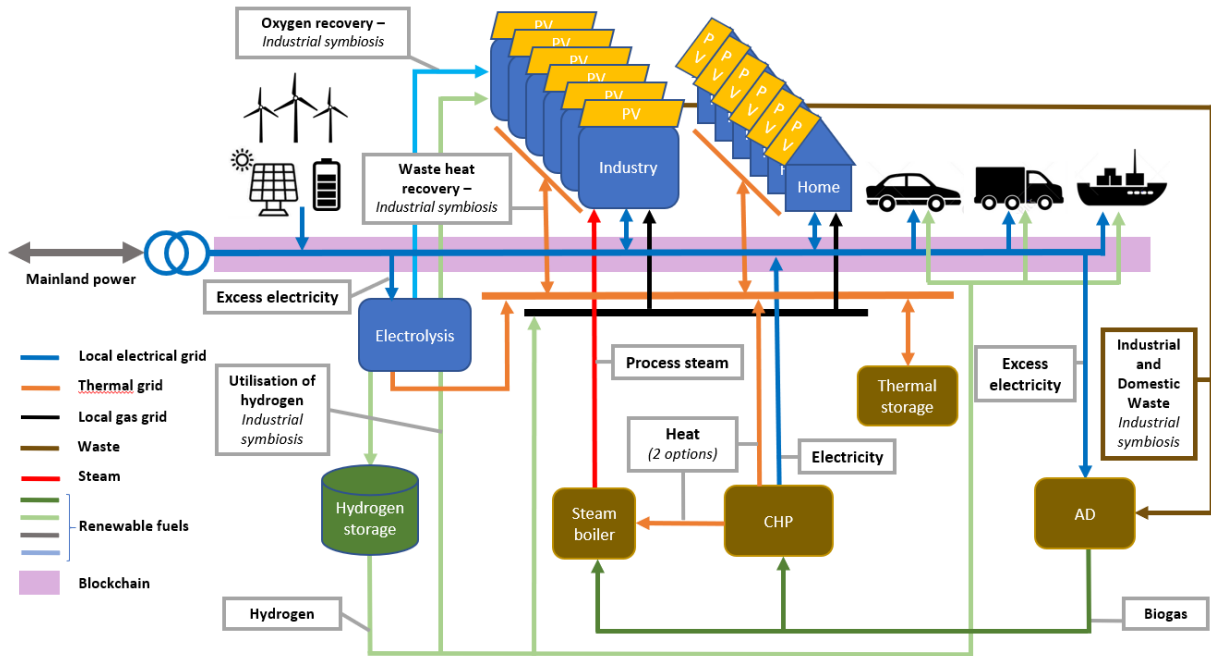 Oxygen recovery –
Industrial symbiosis
PV
PV
PV
PV
PV
PV
Industry
P
V
P
V
P
V
P
V
P
V
P
V
Home
Waste heat
recovery –
Industrial symbiosis
Mainland power
Excess electricity
Electrolysis
Local electrical grid
Thermal grid
Local gas grid
Waste
Steam
Renewable fuels
Blockchain
Utilisation of
hydrogen
Industrial
symbiosis
Process steam
Thermal
storage
Excess
electricity
Industrial
and
Domestic
Waste
Industrial
symbiosis
Heat
(2 options)
Electricity
Hydrogen
storage
Steam
boiler
CHP
AD
Hydrogen
Biogas